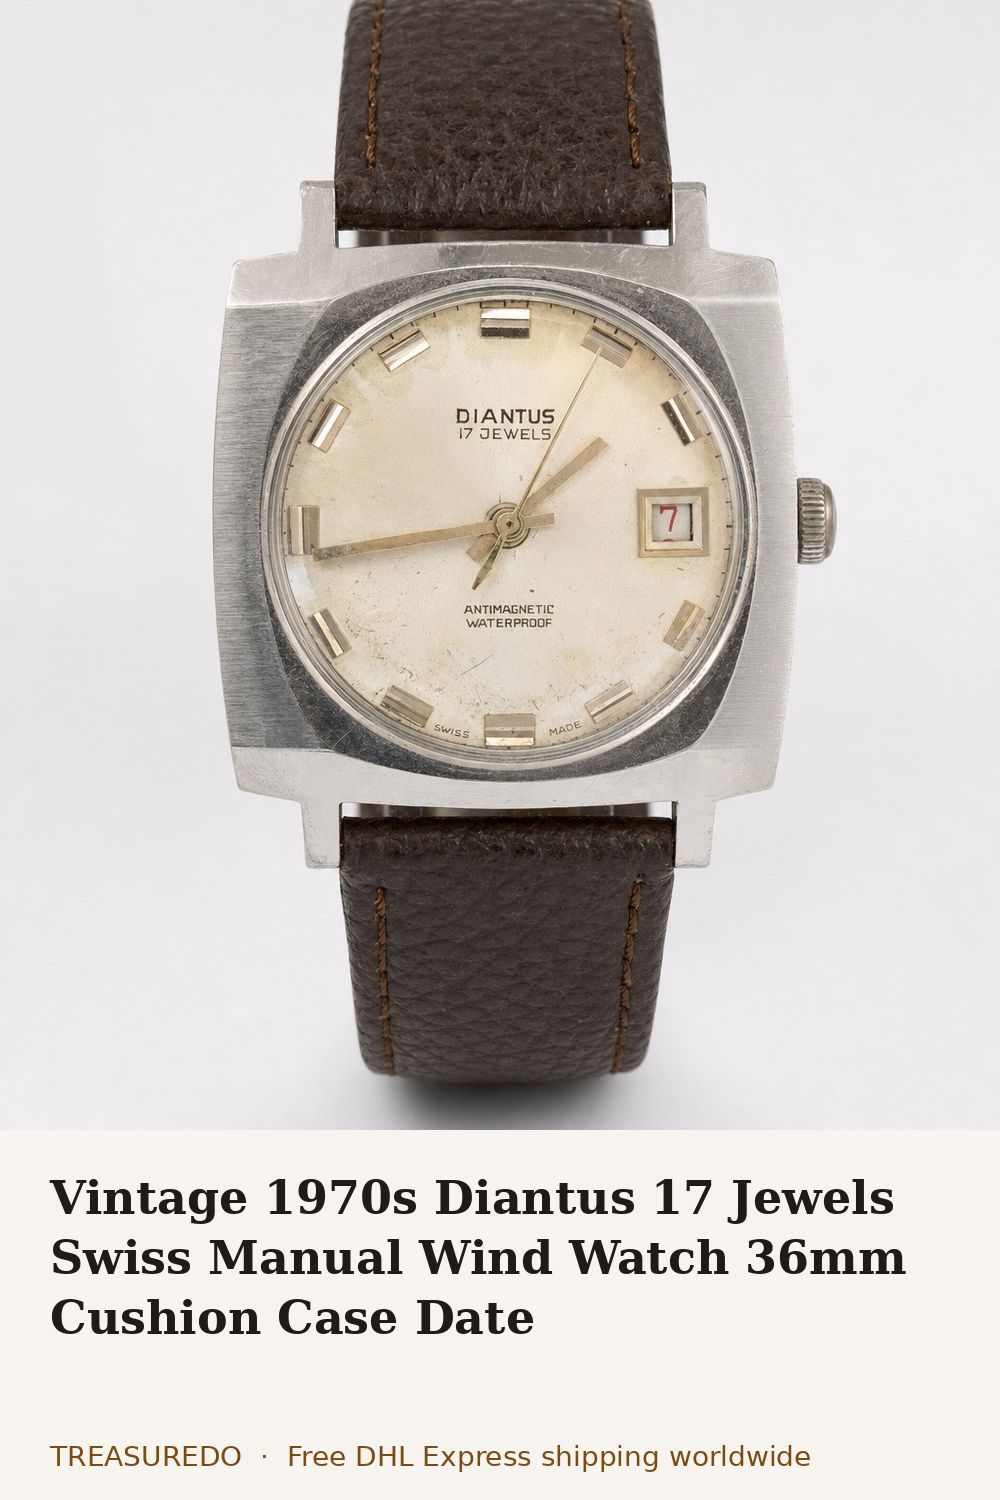 DIANTUS
17 JEWELS
7
ANTIMAGNETIC
WATERPROOF
SWISS MADE
Vintage 1970s Diantus 17 Jewels
Swiss Manual Wind Watch 36mm
Cushion Case Date
TREASUREDO · Free DHL Express shipping worldwide